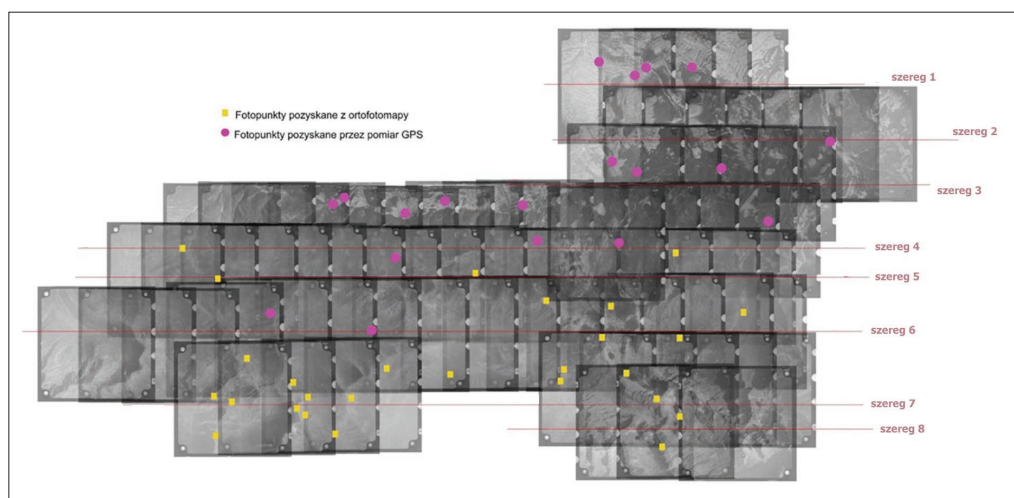 szereg 1
Fotopunkty pozyskane z ortofotomapy
Fotopunkty pozyskane przez pomiar GPS
szereg 2
szereg 3
szereg 4
szereg 5
szereg 6
szereg 7
szereg 8